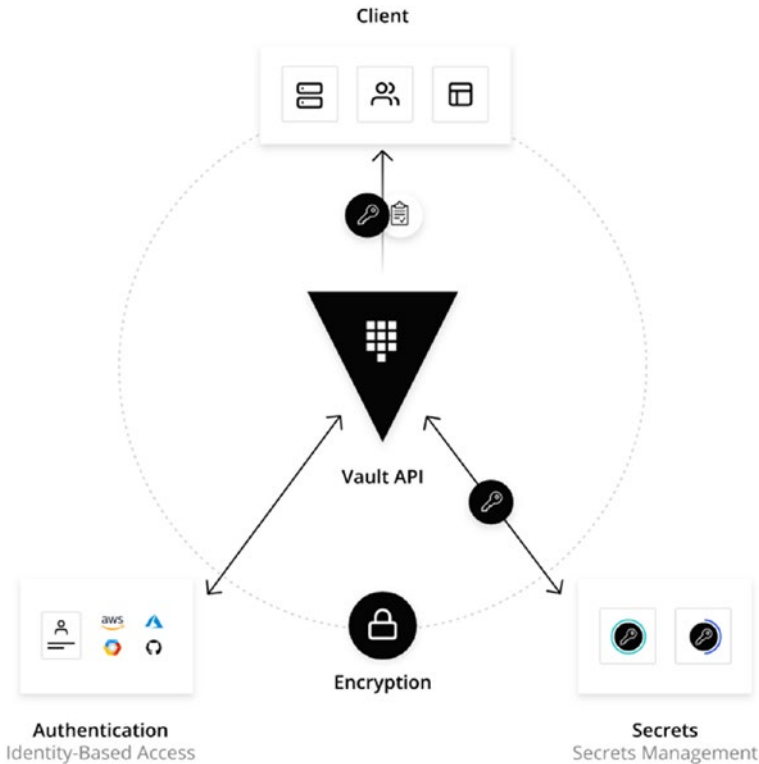 Client
Vault API
aws
Encryption
Authentication
Identity-Based Access
Secrets
Secrets Management